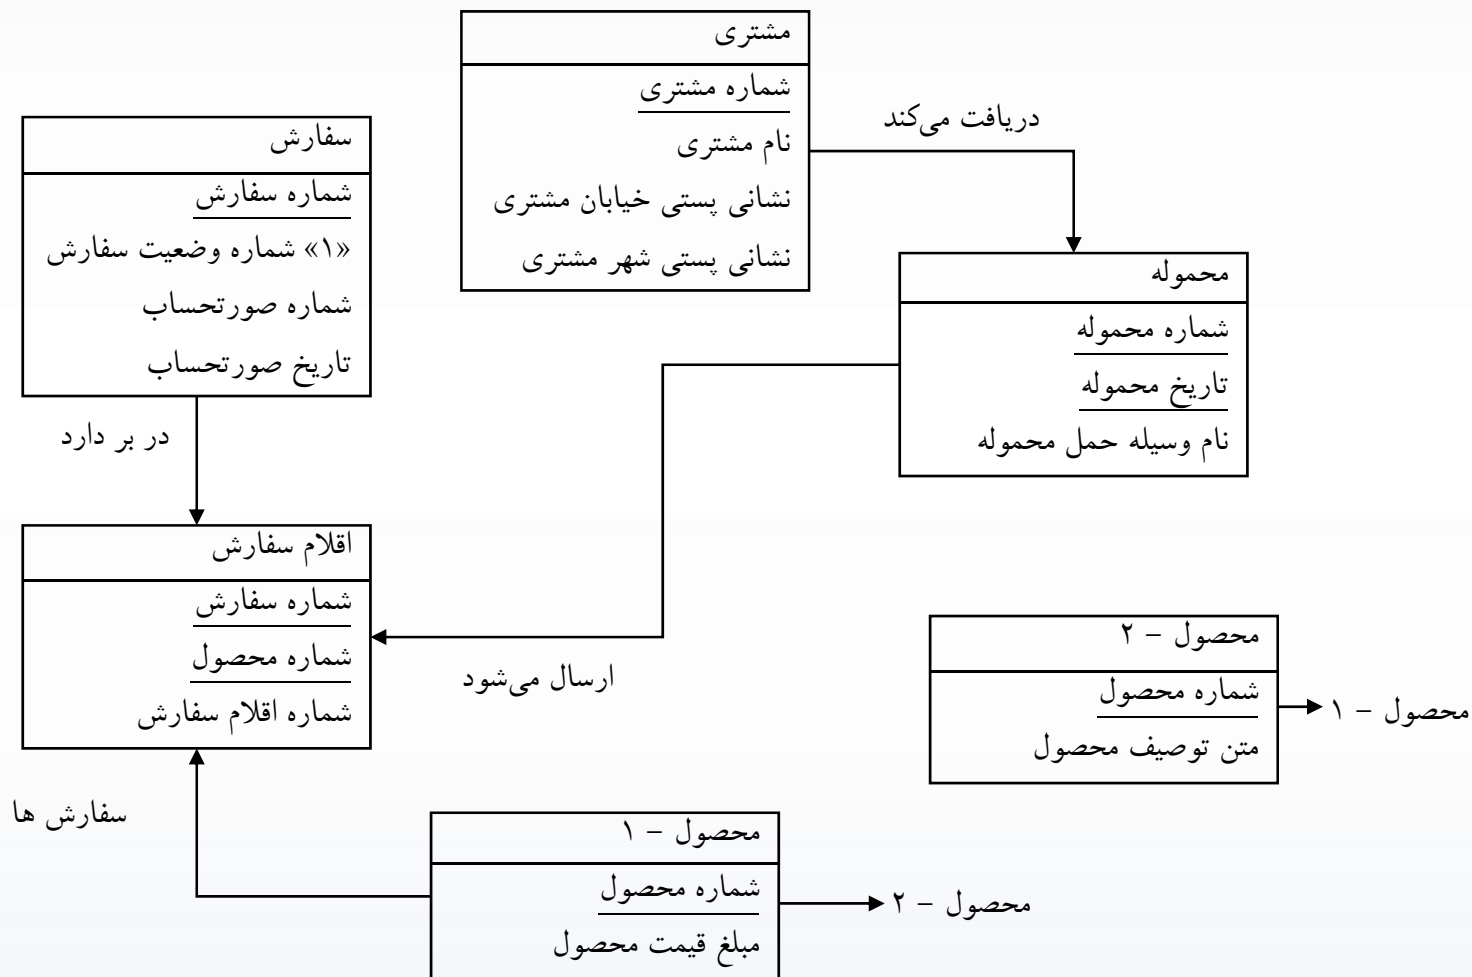 مشتری
شماره مشتری
نام مشتری
نشانی پستی خیابان مشتری
نشانی پستی شهر مشتری
دریافت می‌کند
سفارش
شماره سفارش
«۱» شماره وضعیت سفارش
شماره صورتحساب
تاریخ صورتحساب
در بر دارد
محموله
شماره محموله
تاریخ محموله
نام وسیله حمل محموله
ارسال می‌شود
اقلام سفارش
شماره سفارش
شماره محصول
شماره اقلام سفارش
سفارش ها
محصول – ۲
شماره محصول
متن توصیف محصول
محصول – ۱
محصول – ۱
شماره محصول
مبلغ قیمت محصول
محصول – ۲